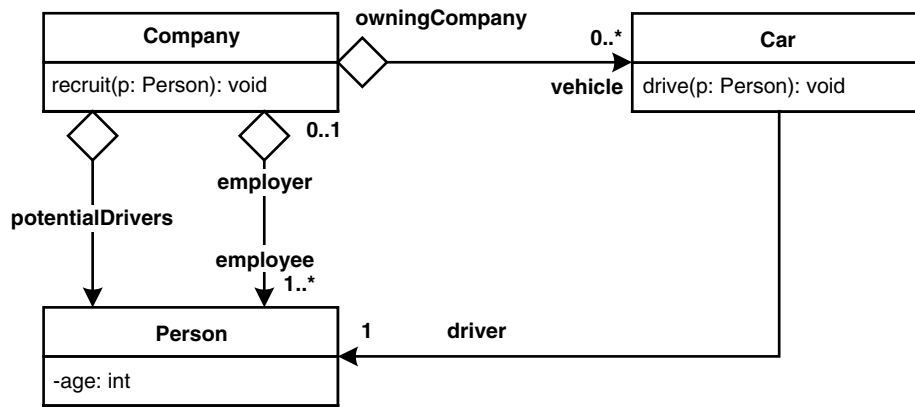 owningCompany
Company
0..*
Car
recruit(p: Person): void
vehicle
drive(p: Person): void
0..1
employer
potentialDrivers
employee
1..*
Person
1
driver
-age: int